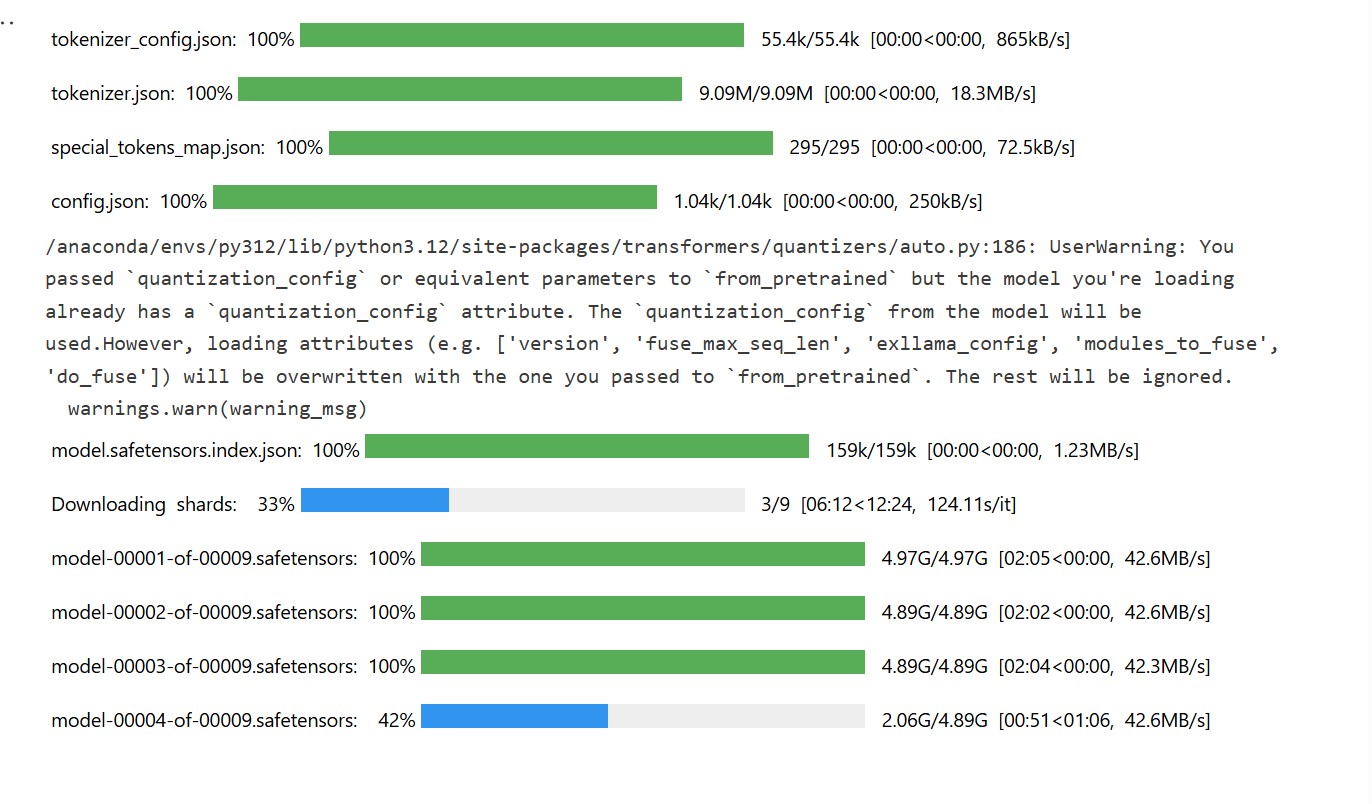 ..
tokenizer_config.json: 100% 55.4k/55.4k [00:00<00:00, 865kB/s]
tokenizer.json: 100% 9.09M/9.09M [00:00<00:00, 18.3MB/s]
special_tokens_map.json: 100% 295/295 [00:00<00:00, 72.5kB/s]
config.json: 100% 1.04k/1.04k [00:00<00:00, 250kB/s]
/anaconda/envs/py312/lib/python3.12/site-packages/transformers/quantizers/auto.py:186: UserWarning: You
passed `quantization_config` or equivalent parameters to `from_pretrained` but the model you're loading
already has a `quantization_config` attribute. The `quantization_config` from the model will be
used.However, loading attributes (e.g. ['version', 'fuse_max_seq_len', 'exllama_config', 'modules_to_fuse',
'do_fuse']) will be overwritten with the one you passed to `from_pretrained`. The rest will be ignored.
  warnings.warn(warning_msg)
model.safetensors.index.json: 100% 159k/159k [00:00<00:00, 1.23MB/s]
Downloading shards: 33% 3/9 [06:12<12:24, 124.11s/it]
model-00001-of-00009.safetensors: 100% 4.97G/4.97G [02:05<00:00, 42.6MB/s]
model-00002-of-00009.safetensors: 100% 4.89G/4.89G [02:02<00:00, 42.6MB/s]
model-00003-of-00009.safetensors: 100% 4.89G/4.89G [02:04<00:00, 42.3MB/s]
model-00004-of-00009.safetensors: 42% 2.06G/4.89G [00:51<01:06, 42.6MB/s]